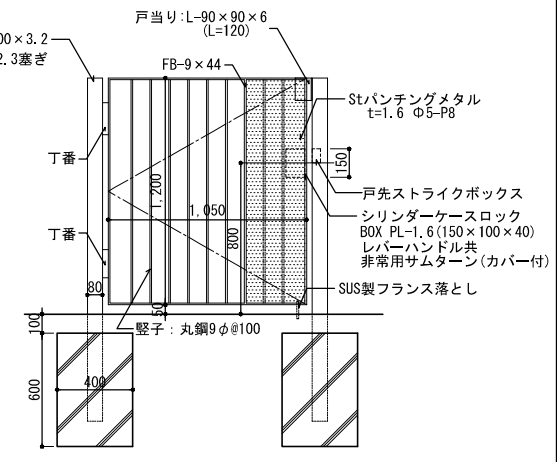 戸当り:L-90×90×6
(L=120)
00×3.2
2.3塞ぎ
FB-9×44
Stパンチングメタル
t=1.6 Φ5-P8
丁番
150
1,200
戸先ストライクボックス
1,050
シリンダーケースロック
BOX PL-1.6(150×100×40)
レバーハンドル共
非常用サムターン(カバー付)
800
丁番
80
SUS製フランス落とし
50
100
竪子：丸鋼9φ@100
400
600